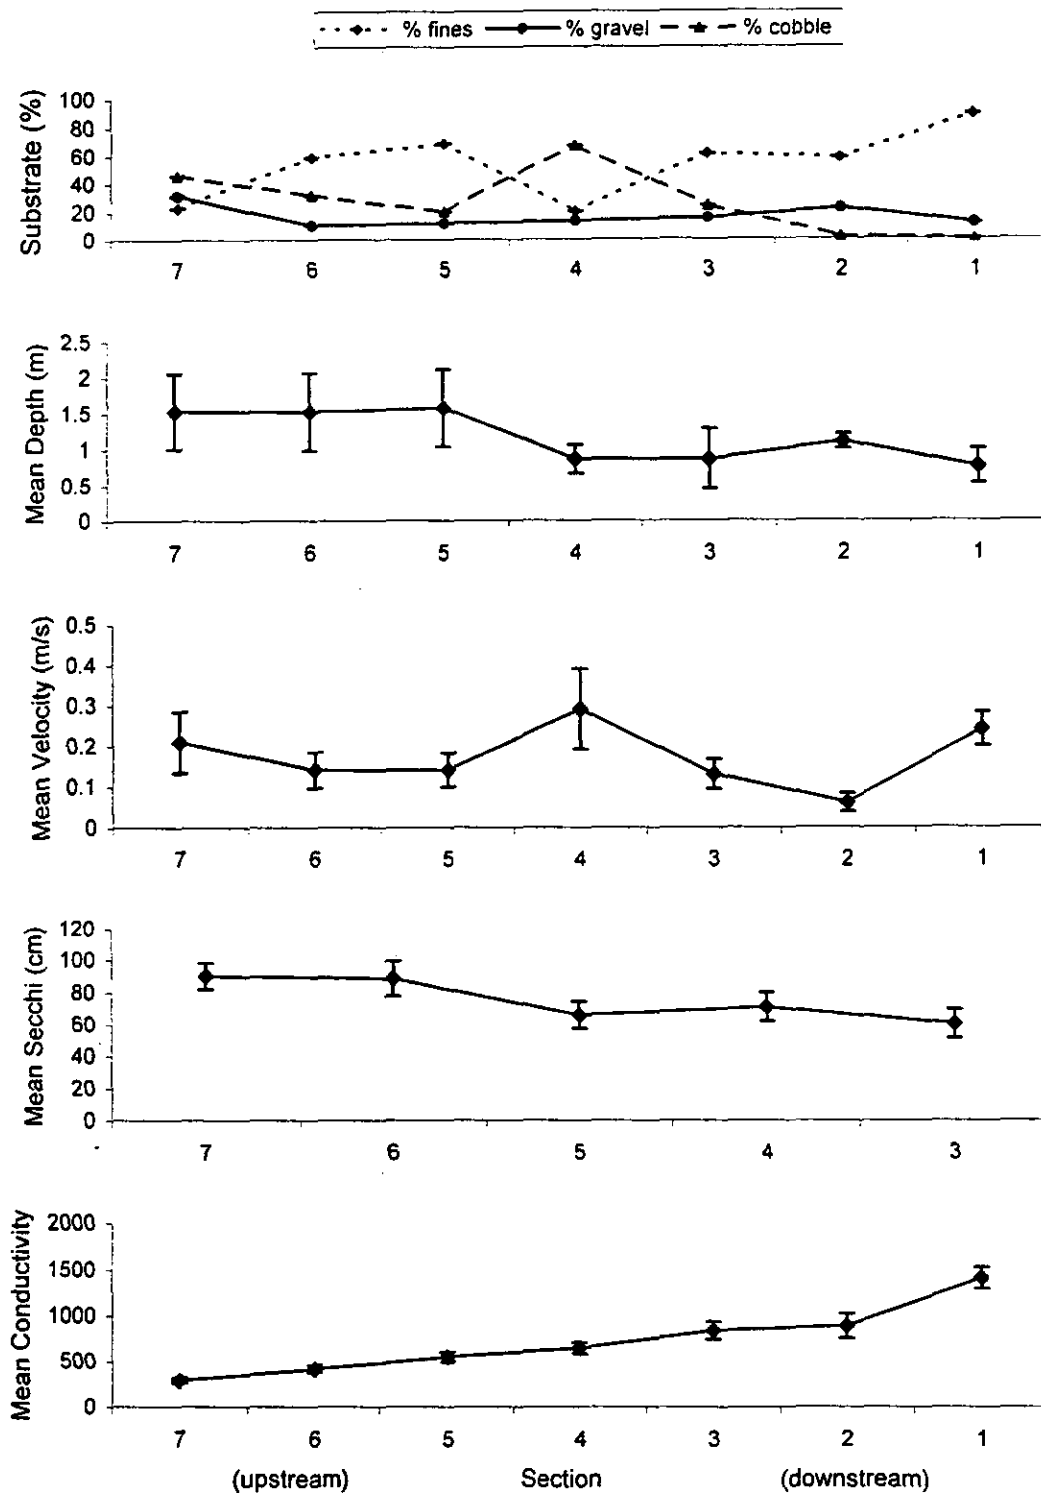 % fines % gravel % cobble
Substrate (%)
100
80
60
40
20
0
7 6 5 4 3 2 1
Mean Depth (m)
2.5
2
1.5
1
0.5
0
7 6 5 4 3 2 1
Mean Velocity (m/s)
0.5
0.4
0.3
0.2
0.1
0
7 6 5 4 3 2 1
Mean Secchi (cm)
120
100
80
60
40
20
0
7 6 5 4 3
Mean Conductivity
2000
1500
1000
500
0
7 6 5 4 3 2 1
(upstream) Section (downstream)